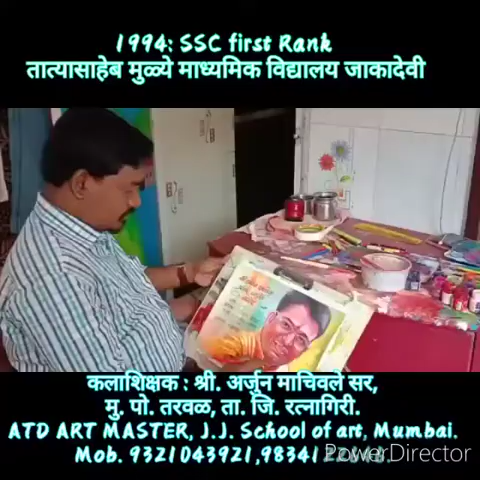 1994: SSC first Rank
तात्यासाहेब मुळ्ये माध्यमिक विद्यालय जाकादेवी
कलाशिक्षक : श्री. अर्जुन माचिवले सर,
मु. पो. तरवळ, ता. जि. रत्नागिरी.
ATD ART MASTER, J.J. School of art, Mumbai.
Mob. 9321043921,98341
PowerDirector